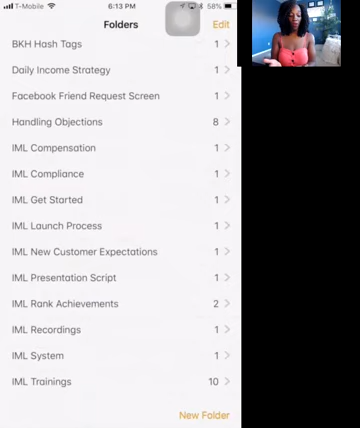 T-Mobile 6:13 PM 58%
Folders Edit
BKH Hash Tags 1
Daily Income Strategy 1
Facebook Friend Request Screen 1
Handling Objections 8
IML Compensation 1
IML Compliance 1
IML Get Started 1
IML Launch Process 1
IML New Customer Expectations 1
IML Presentation Script 1
IML Rank Achievements 2
IML Recordings 1
IML System 1
IML Trainings 10
New Folder